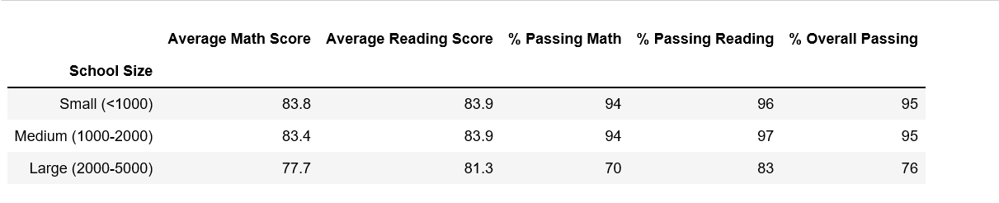 Average Math Score Average Reading Score % Passing Math % Passing Reading % Overall Passing
School Size
Small (<1000) 83.8 83.9 94 96 95
Medium (1000-2000) 83.4 83.9 94 97 95
Large (2000-5000) 77.7 81.3 70 83 76